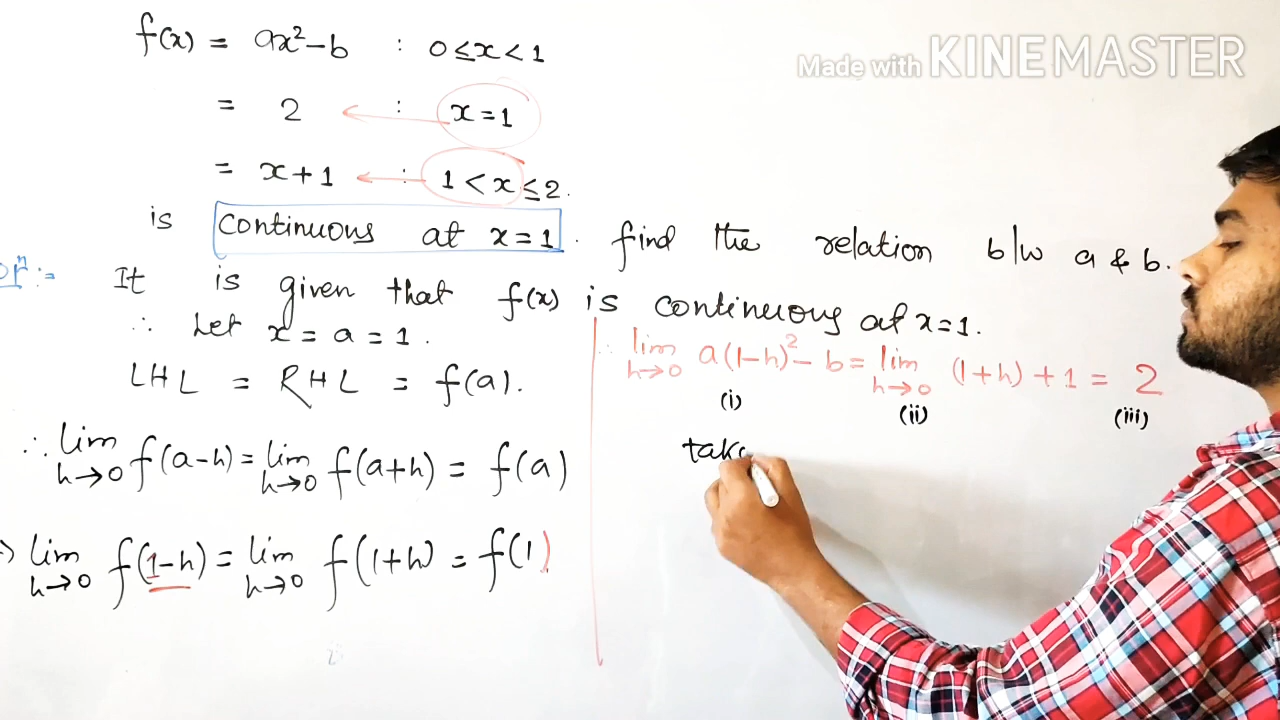 Made with KINEMASTER
f(x) = ax² - b : 0 ≤ x < 1
= 2 : x = 1
= x + 1 : 1 < x ≤ 2.
is continuous at x = 1. find the relation b/w a & b.
It is given that f(x) is continuous at x = 1.
∴ Let x = a = 1.
LHL = RHL = f(a).
∴ lim h→0 f(a-h) = lim h→0 f(a+h) = f(a)
lim h→0 f(1-h) = lim h→0 f(1+h) = f(1)
∴ lim h→0 a(1-h)² - b = lim h→0 (1+h) + 1 = 2
(i) (ii) (iii)
take